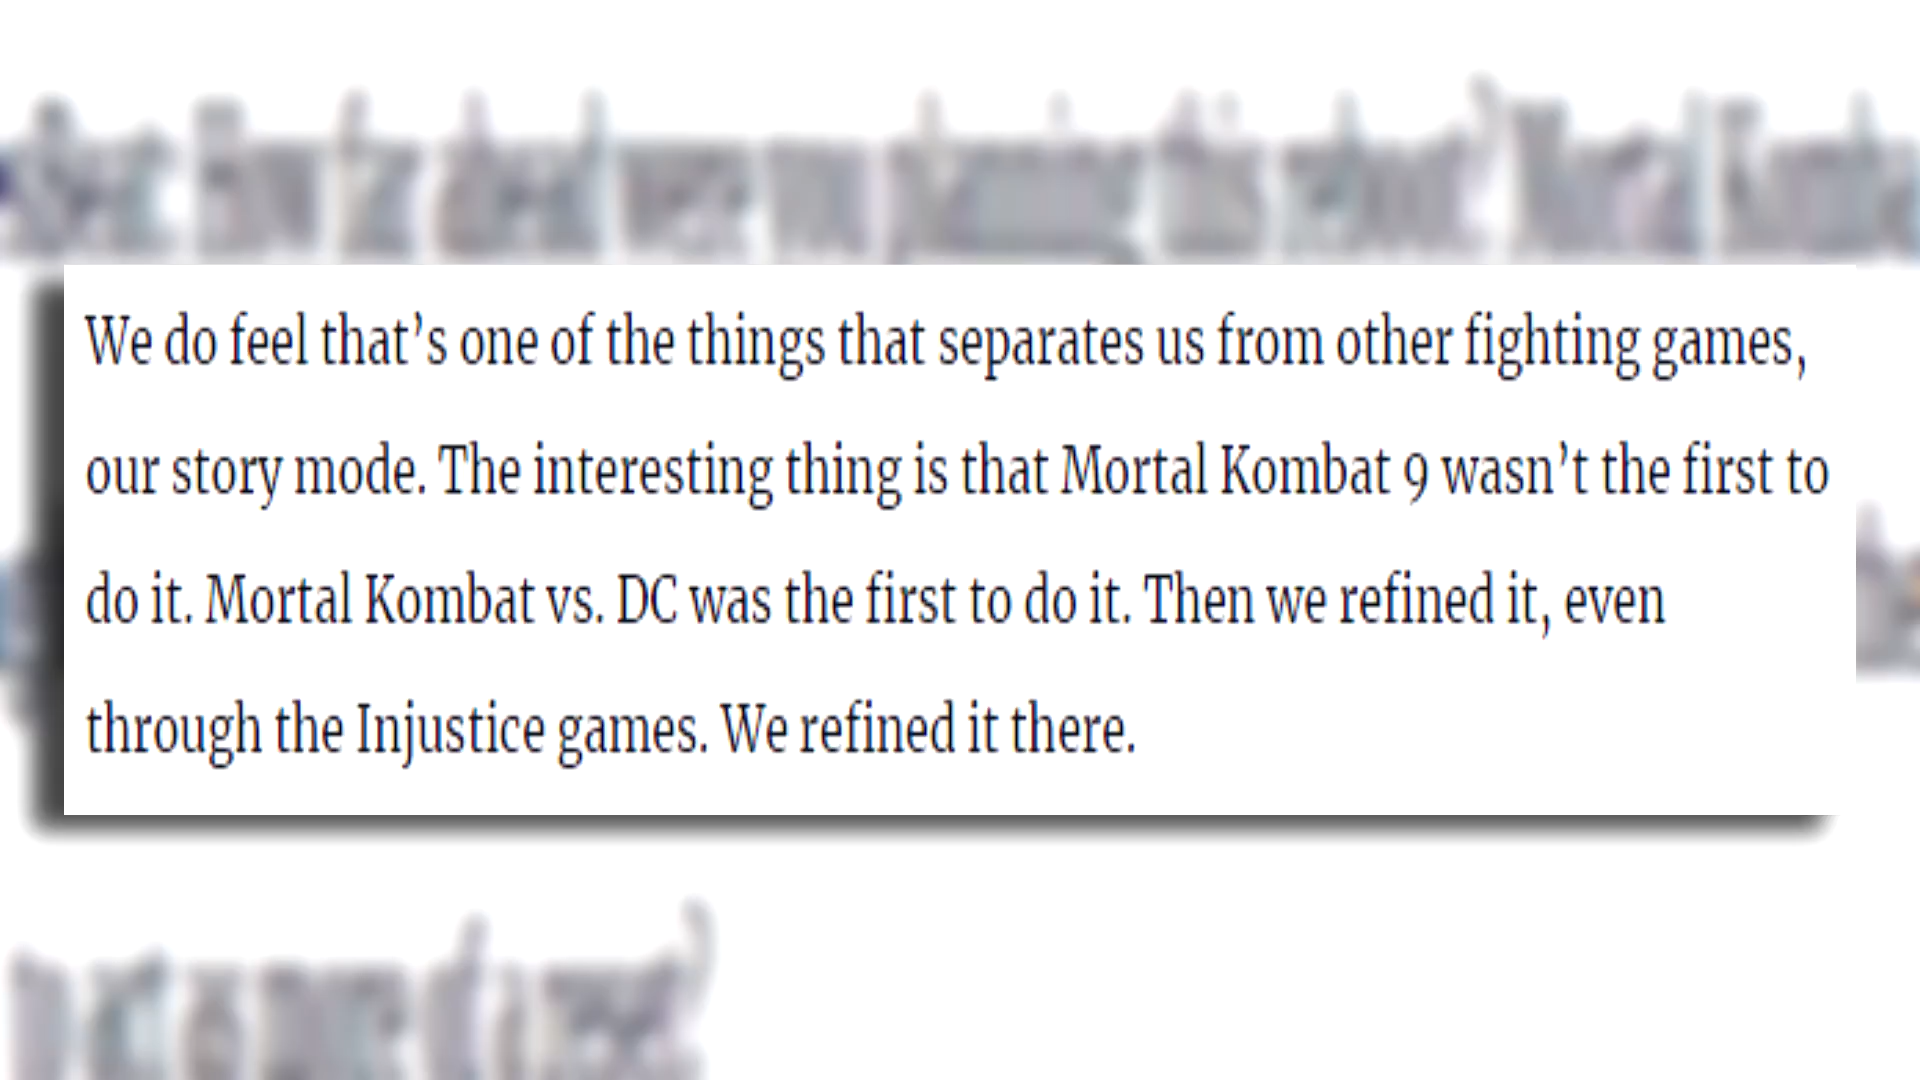 We do feel that’s one of the things that separates us from other fighting games,
our story mode. The interesting thing is that Mortal Kombat 9 wasn’t the first to
do it. Mortal Kombat vs. DC was the first to do it. Then we refined it, even
through the Injustice games. We refined it there.